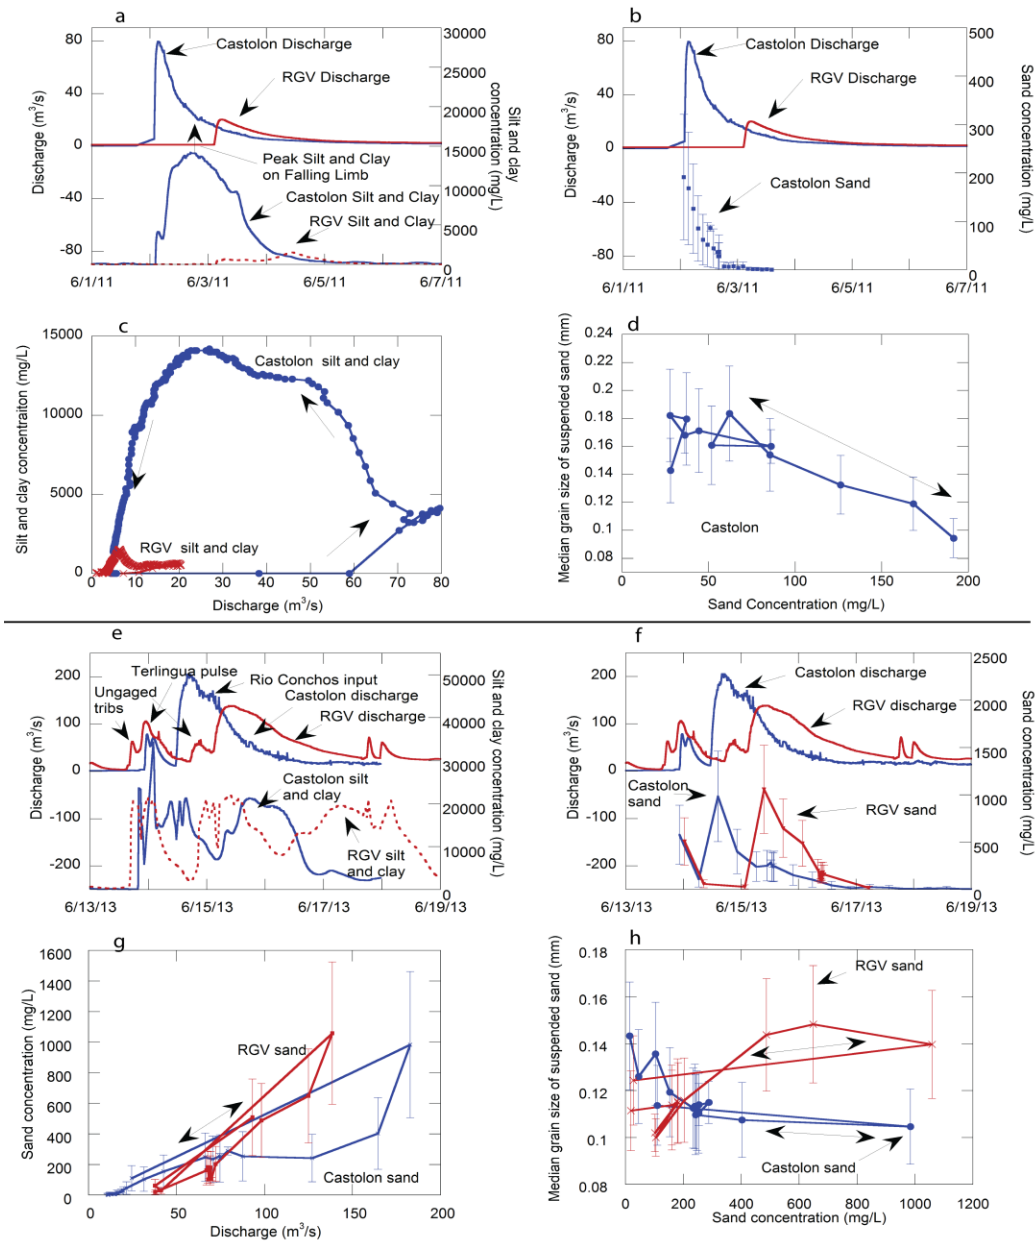 a
80
40
0
-40
-80
Discharge (m3/s)
Castolon Discharge
RGV Discharge
Peak Silt and Clay
on Falling Limb
Castolon Silt and Clay
RGV Silt and Clay
30000
25000
20000
15000
10000
5000
0
Silt and clay
concentration (mg/L)
6/1/11 6/3/11 6/5/11 6/7/11
b
80
40
0
-40
-80
Discharge (m3/s)
Castolon Discharge
RGV Discharge
Castolon Sand
500
400
300
200
100
0
Sand concentration (mg/L)
6/1/11 6/3/11 6/5/11 6/7/11
c
15000
10000
5000
0
Silt and clay concentraiton (mg/L)
Castolon silt and clay
RGV silt and clay
0 10 20 30 40 50 60 70 80
Discharge (m3/s)
d
0.24
0.22
0.2
0.18
0.16
0.14
0.12
0.1
0.08
Median grain size of suspended sand (mm)
Castolon
0 50 100 150 200
Sand Concentration (mg/L)
e
200
100
0
-100
-200
Discharge (m3/s)
Terlingua pulse
Ungaged
tribs
Rio Conchos input
Castolon discharge
RGV discharge
Castolon silt
and clay
RGV silt
and clay
50000
40000
30000
20000
10000
0
Silt and clay concentration (mg/L)
6/13/13 6/15/13 6/17/13 6/19/13
f
200
100
0
-100
-200
Discharge (m3/s)
Castolon discharge
RGV discharge
Castolon
sand
RGV sand
2500
2000
1500
1000
500
0
Sand concentration (mg/L)
6/13/13 6/15/13 6/17/13 6/19/13
g
1600
1400
1200
1000
800
600
400
200
0
Sand concentration (mg/L)
RGV sand
Castolon sand
0 50 100 150 200
Discharge (m3/s)
h
0.18
0.16
0.14
0.12
0.1
0.08
Median grain size of suspended sand (mm)
RGV sand
Castolon sand
0 200 400 600 800 1000 1200
Sand concentration (mg/L)